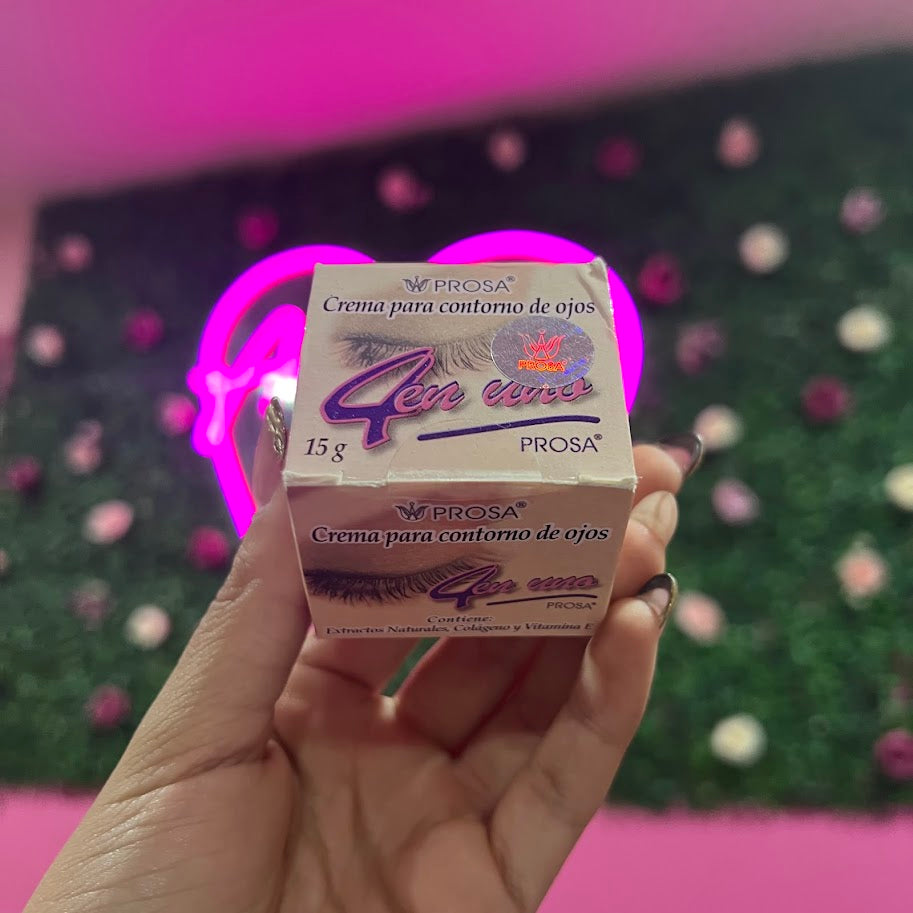 PROSA®
Crema para contorno de ojos
PROSA®
4en uno
15 g
PROSA®
PROSA®
Crema para contorno de ojos
4en uno
PROSA®
Contiene:
Extractos Naturales, Colágeno y Vitamina E